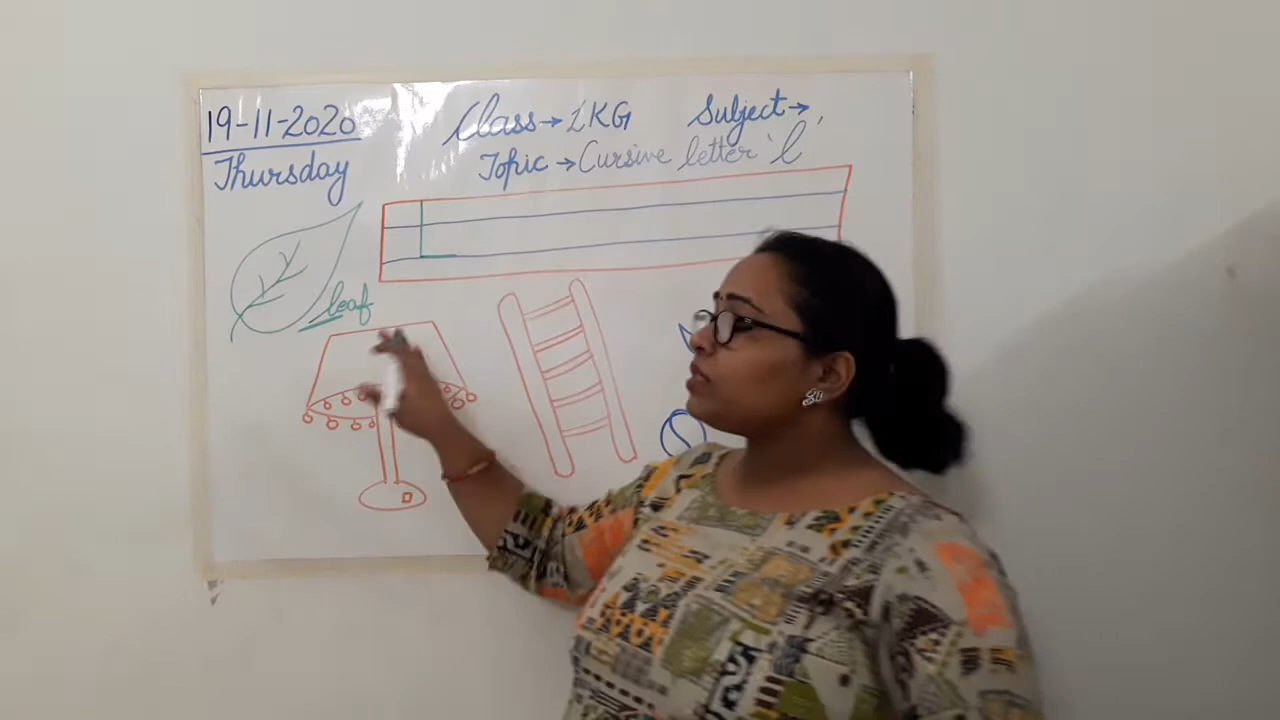 19-11-2020
Thursday
Class→LKG
Subject→
Topic→Cursive letter 'l'
L
leaf